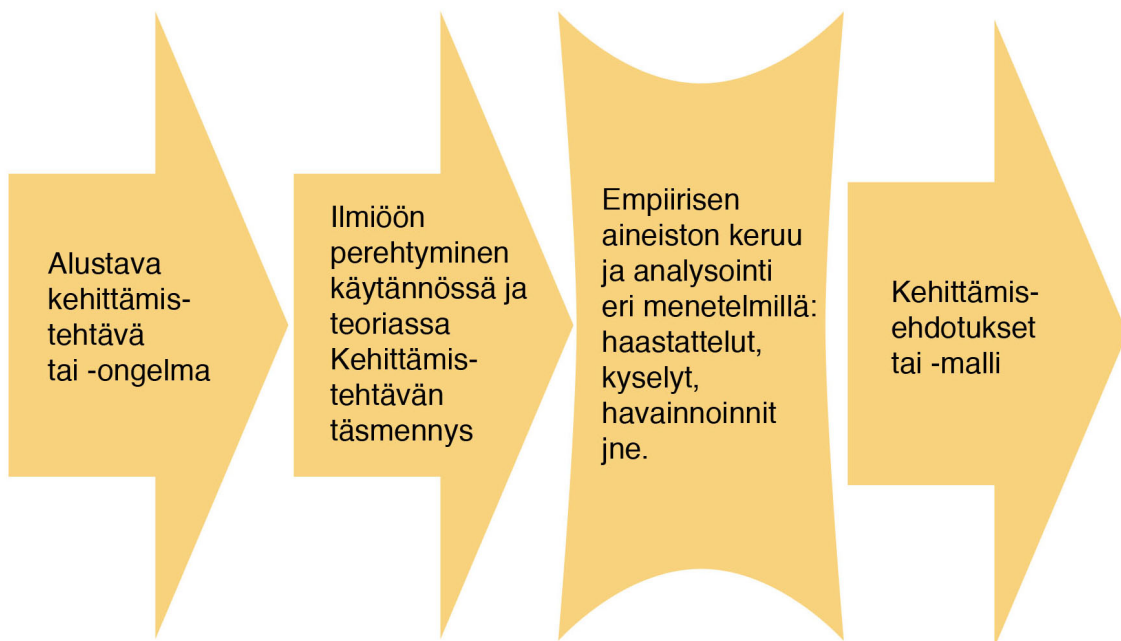 Alustava
kehittämis-
tehtävä
tai -ongelma
Ilmiöön
perehtyminen
käytännössä ja
teoriassa
Kehittämis-
tehtävän
täsmennys
Empiirisen
aineiston keruu
ja analysointi
eri menetelmillä:
haastattelut,
kyselyt,
havainnoinnit
jne.
Kehittämis-
ehdotukset
tai -malli